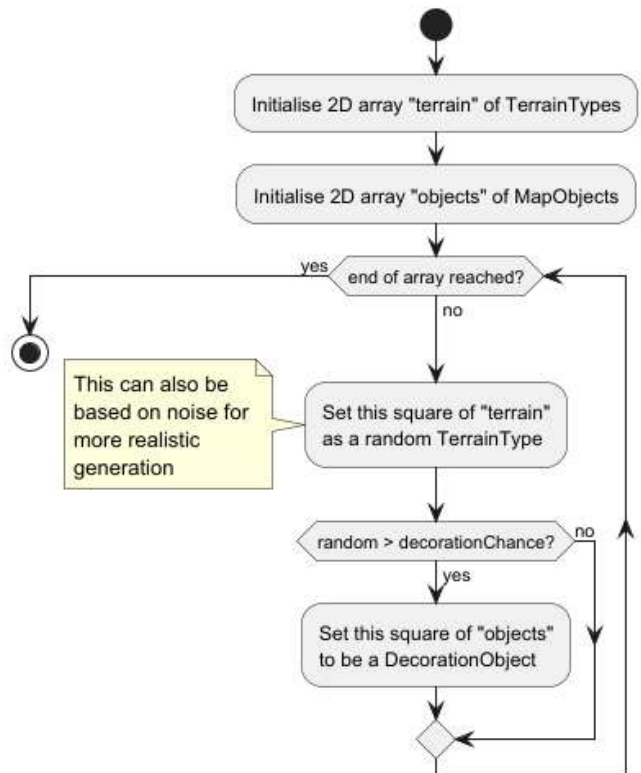 Initialise 2D array "terrain" of TerrainTypes
Initialise 2D array "objects" of MapObjects
yes
end of array reached?
no
This can also be
based on noise for
more realistic
generation
Set this square of "terrain"
as a random TerrainType
random > decorationChance?
no
yes
Set this square of "objects"
to be a DecorationObject